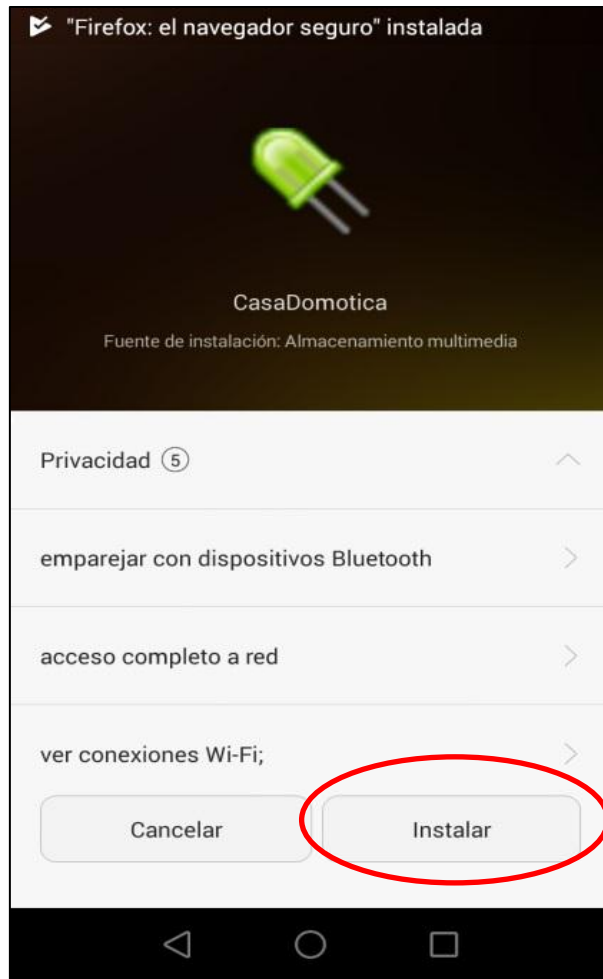 "Firefox: el navegador seguro" instalada
CasaDomotica
Fuente de instalación: Almacenamiento multimedia
Privacidad 5
emparejar con dispositivos Bluetooth
acceso completo a red
ver conexiones Wi-Fi;
Cancelar Instalar